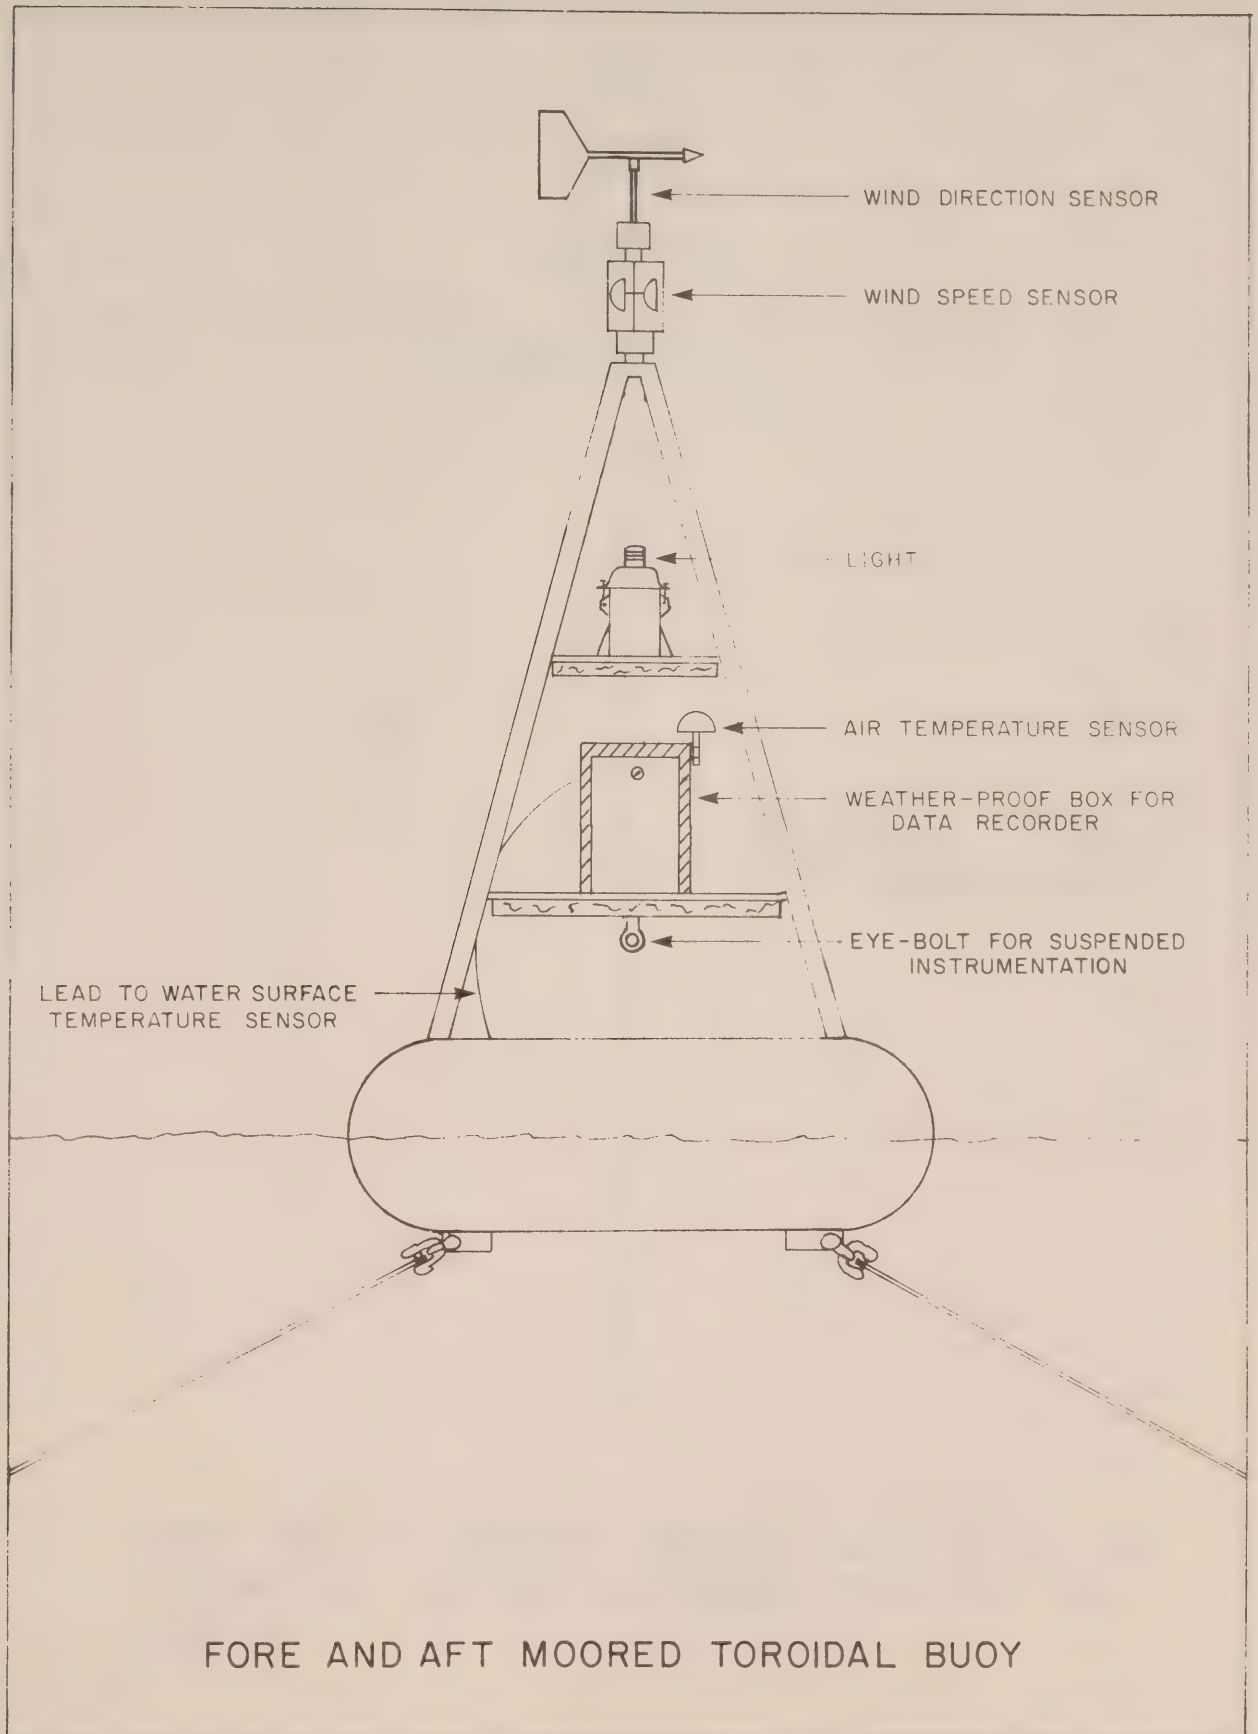 WIND DIRECTION SENSOR
WIND SPEED SENSOR
LIGHT
AIR TEMPERATURE SENSOR
WEATHER-PROOF BOX FOR
DATA RECORDER
EYE-BOLT FOR SUSPENDED
INSTRUMENTATION
LEAD TO WATER SURFACE
TEMPERATURE SENSOR
FORE AND AFT MOORED TOROIDAL BUOY